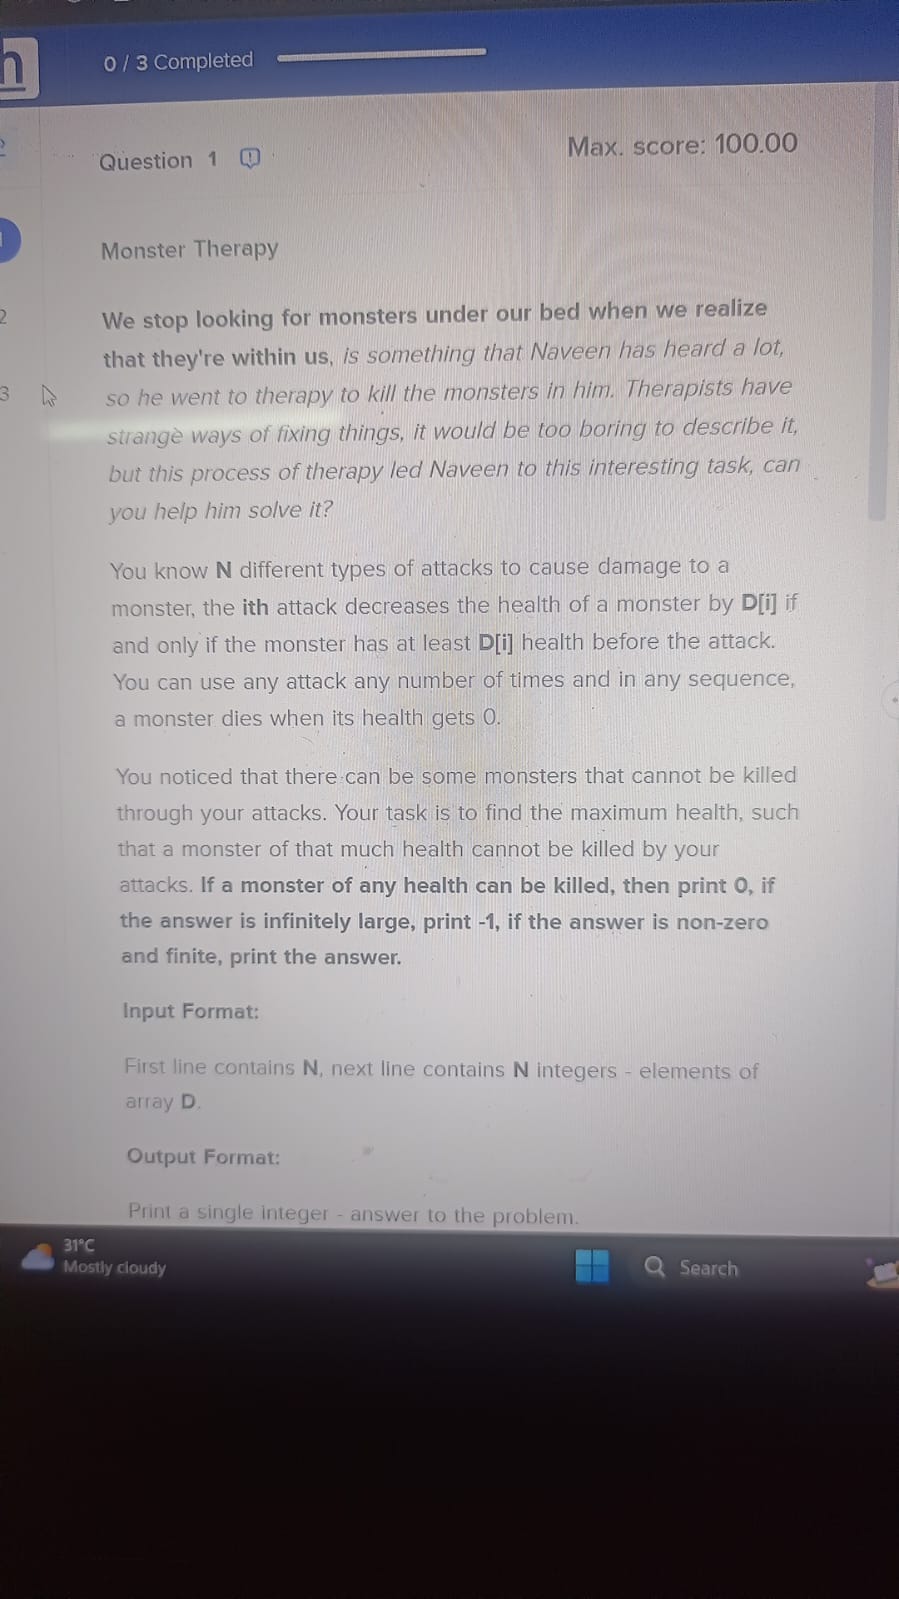 h
0 / 3 Completed
Question 1
Max. score: 100.00
1
2
3
Monster Therapy
We stop looking for monsters under our bed when we realize
that they're within us, is something that Naveen has heard a lot,
so he went to therapy to kill the monsters in him. Therapists have
strange ways of fixing things, it would be too boring to describe it,
but this process of therapy led Naveen to this interesting task, can
you help him solve it?
You know N different types of attacks to cause damage to a
monster, the ith attack decreases the health of a monster by D[i] if
and only if the monster has at least D[i] health before the attack.
You can use any attack any number of times and in any sequence,
a monster dies when its health gets 0.
You noticed that there can be some monsters that cannot be killed
through your attacks. Your task is to find the maximum health, such
that a monster of that much health cannot be killed by your
attacks. If a monster of any health can be killed, then print 0, if
the answer is infinitely large, print -1, if the answer is non-zero
and finite, print the answer.
Input Format:
First line contains N, next line contains N integers - elements of
array D.
Output Format:
Print a single integer - answer to the problem.
31°C
Mostly cloudy
Search